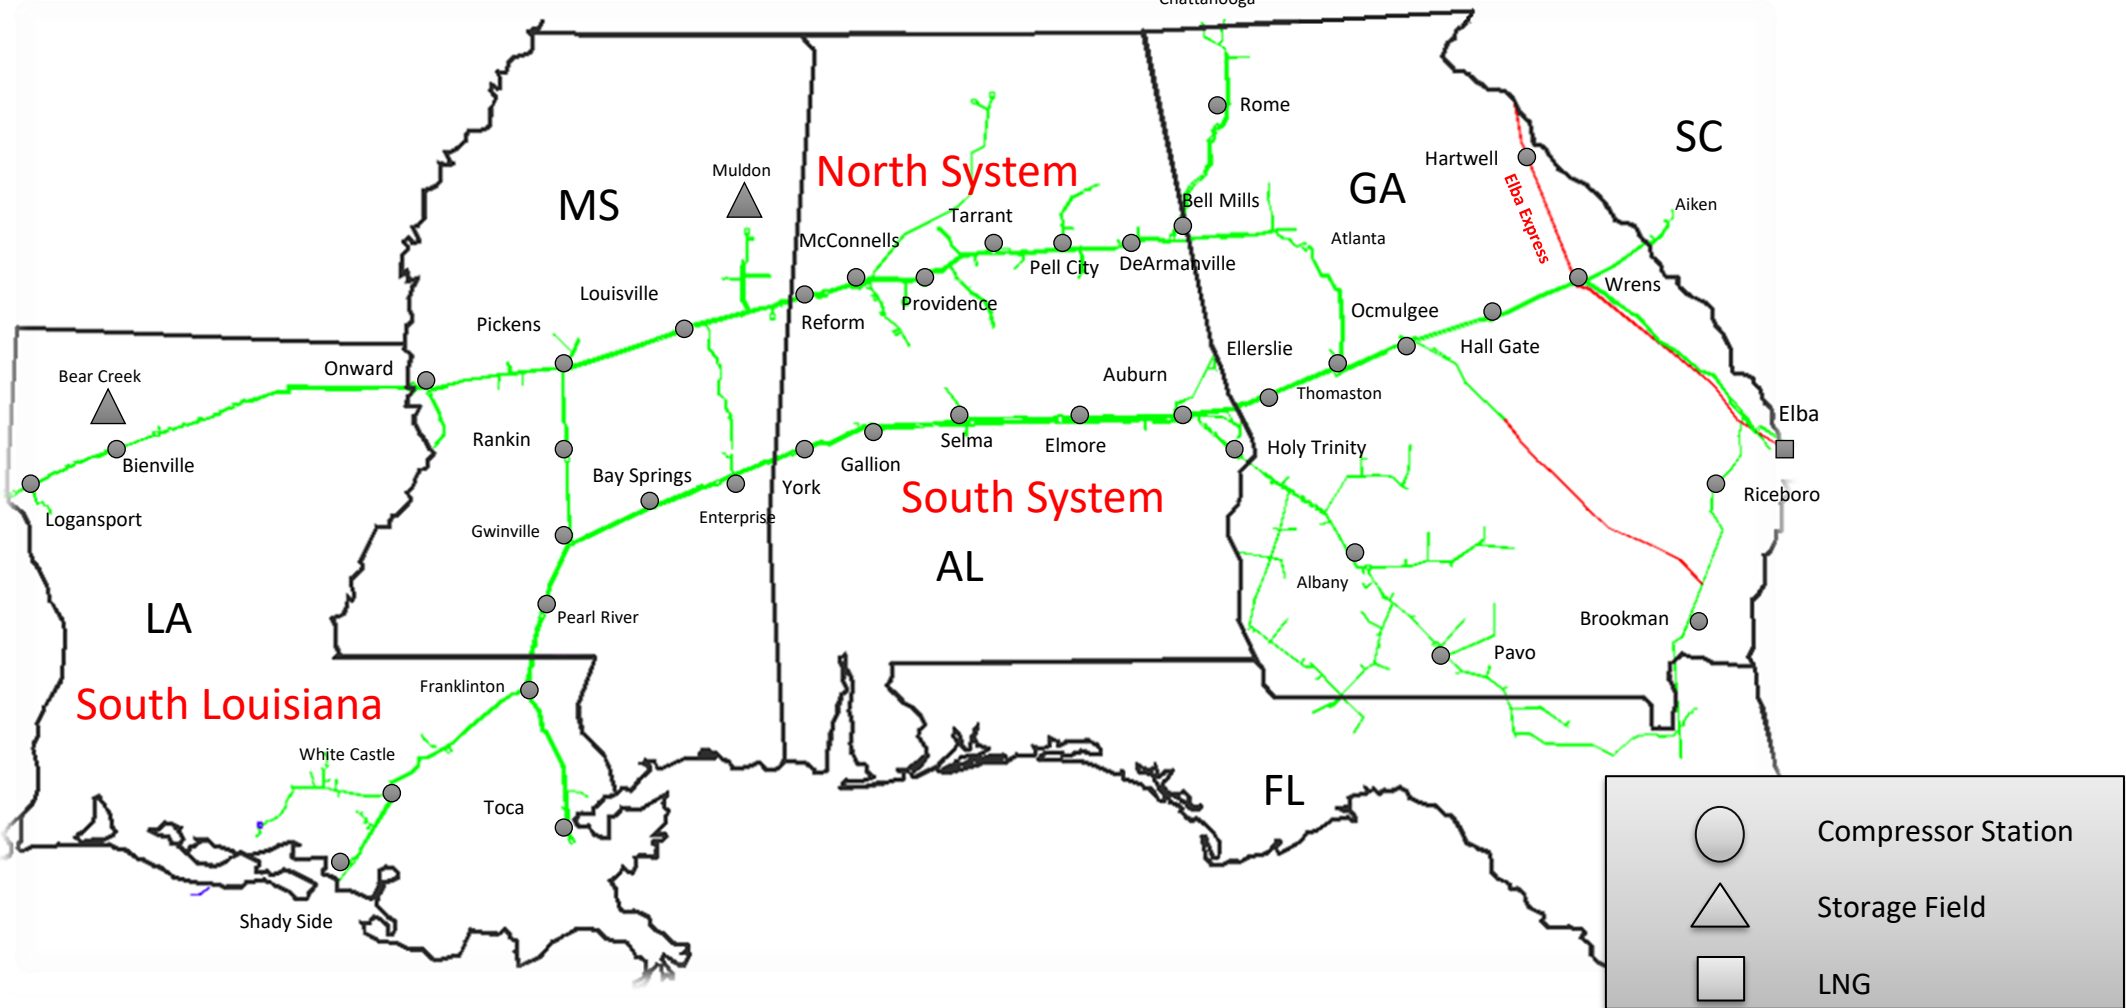 Chattanooga
Rome
SC
Hartwell
Muldon
North System
GA
MS
Bell Mills
Elba Express
Aiken
Tarrant
McConnells
Atlanta
Pell City
DeArmanville
Louisville
Wrens
Providence
Ocmulgee
Pickens
Reform
Hall Gate
Ellerslie
Onward
Auburn
Bear Creek
Thomaston
Elba
Rankin
Selma
Elmore
Holy Trinity
Bienville
Gallion
Bay Springs
York
South System
Riceboro
Logansport
Enterprise
Gwinville
AL
Albany
LA
Pearl River
Brookman
Pavo
Franklinton
South Louisiana
White Castle
Toca
FL
Compressor Station
Shady Side
Storage Field
LNG